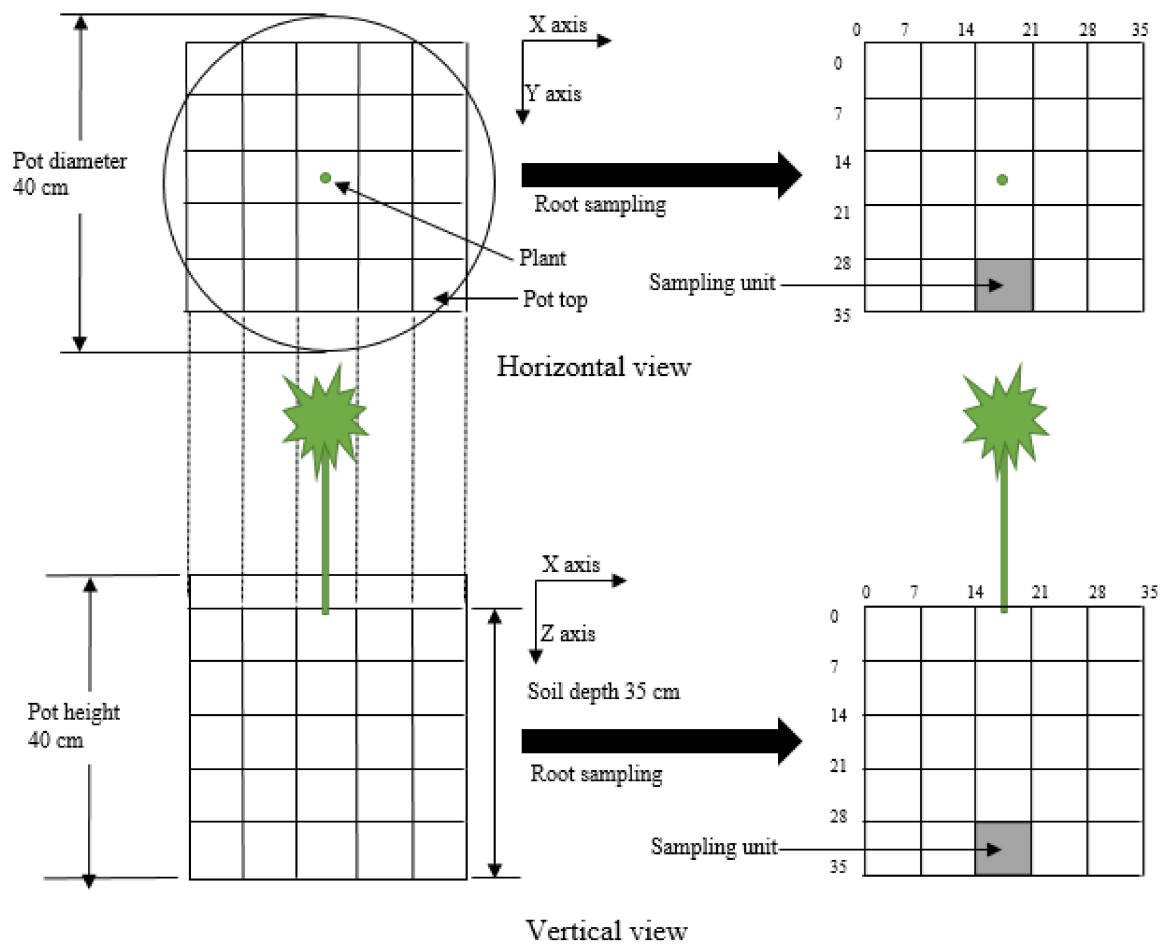 X axis
Y axis
Pot diameter
40 cm
Root sampling
Plant
Pot top
0 7 14 21 28 35
0
7
14
21
28
35
Sampling unit
Horizontal view
X axis
Z axis
Soil depth 35 cm
Pot height
40 cm
Root sampling
0 7 14 21 28 35
0
7
14
21
28
35
Sampling unit
Vertical view